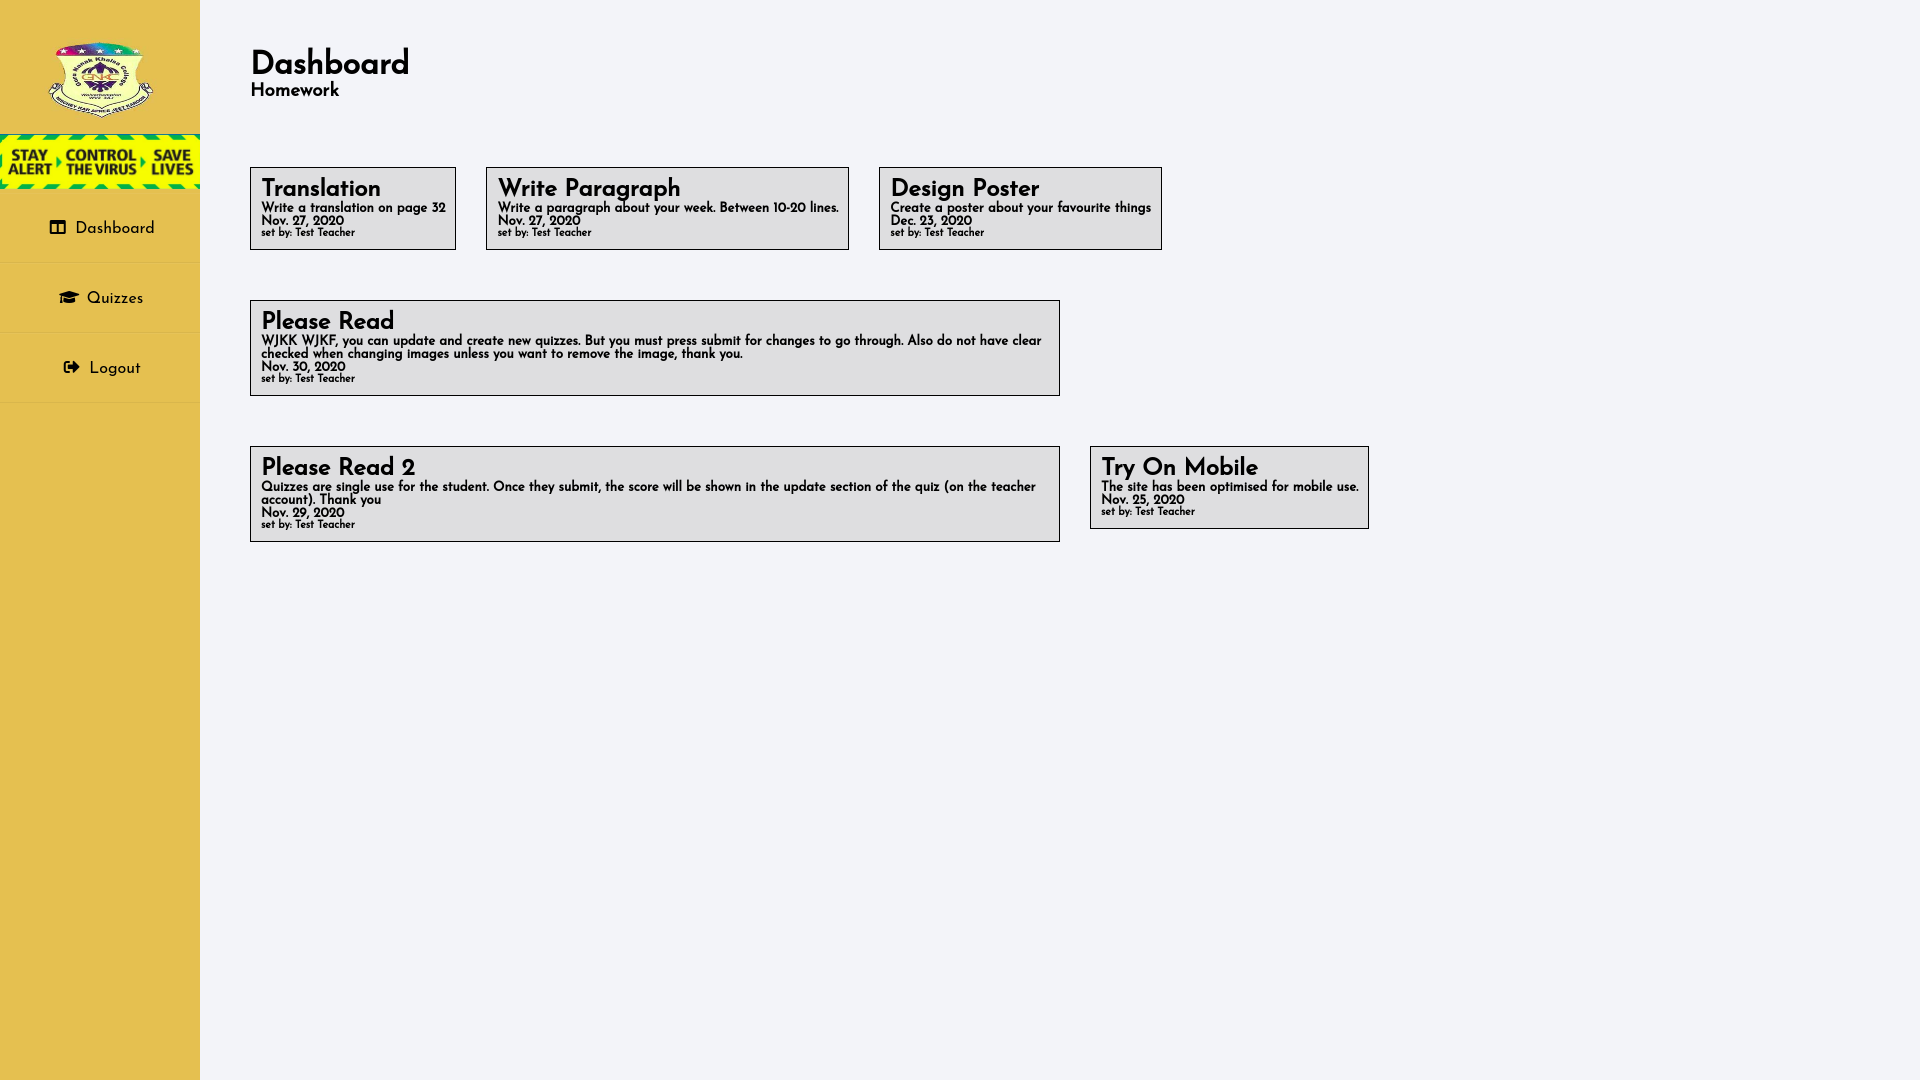 Guru Nanak Khalsa College
GNKC
Wolverhampton
STAY ALERT
CONTROL THE VIRUS
SAVE LIVES
Dashboard
Quizzes
Logout
Dashboard
Homework
Translation
Write a translation on page 32
Nov. 27, 2020
set by: Test Teacher
Write Paragraph
Write a paragraph about your week. Between 10-20 lines.
Nov. 27, 2020
set by: Test Teacher
Design Poster
Create a poster about your favourite things
Dec. 23, 2020
set by: Test Teacher
Please Read
WJKK WJKF, you can update and create new quizzes. But you must press submit for changes to go through. Also do not have clear
checked when changing images unless you want to remove the image, thank you.
Nov. 30, 2020
set by: Test Teacher
Please Read 2
Quizzes are single use for the student. Once they submit, the score will be shown in the update section of the quiz (on the teacher
account). Thank you
Nov. 29, 2020
set by: Test Teacher
Try On Mobile
The site has been optimised for mobile use.
Nov. 25, 2020
set by: Test Teacher